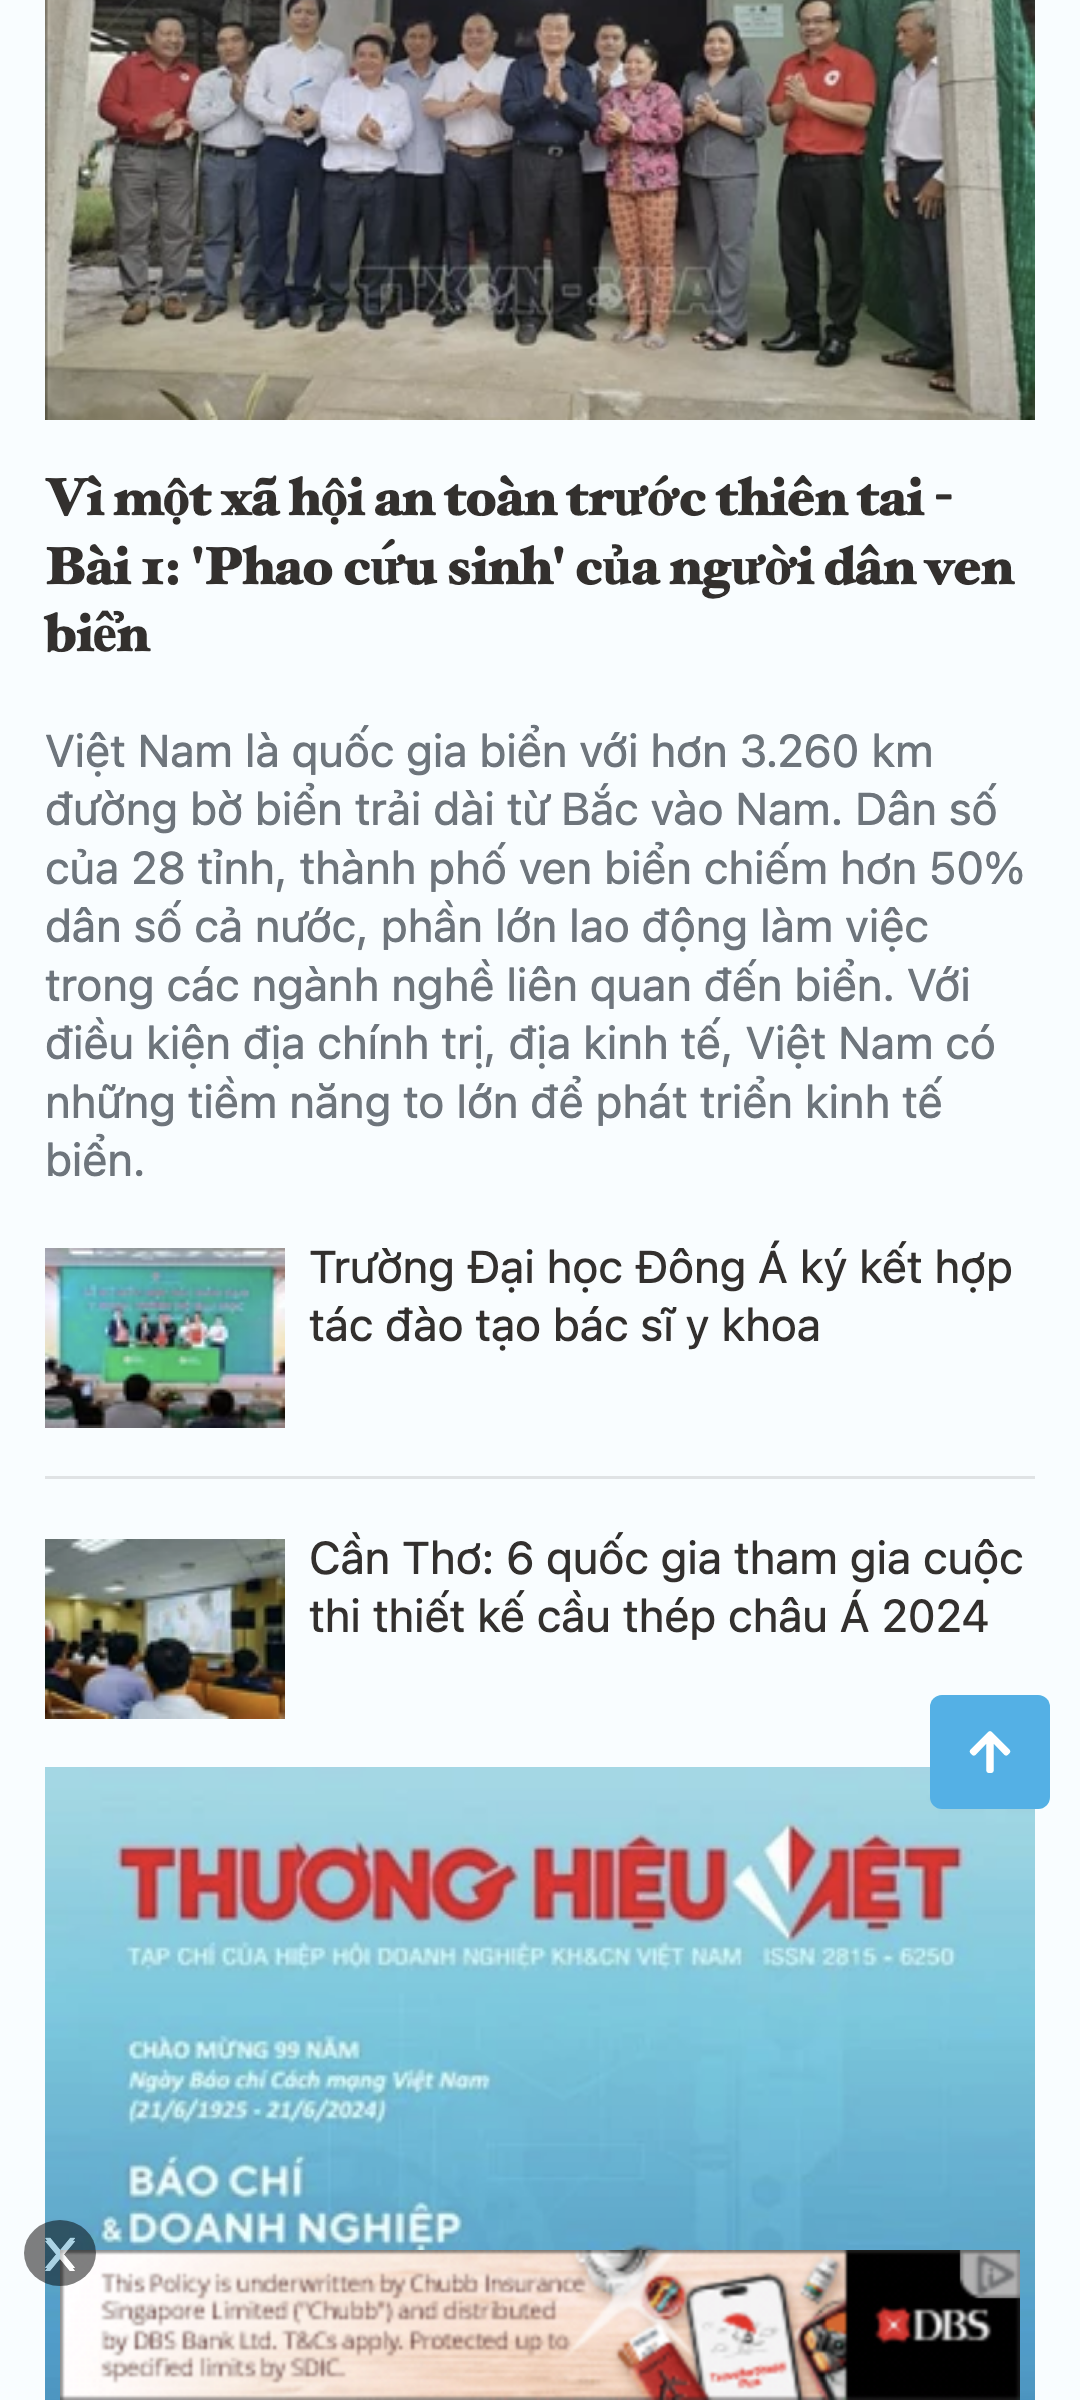 TTXVN - VNA
Vì một xã hội an toàn trước thiên tai -
Bài 1: 'Phao cứu sinh' của người dân ven
biển
Việt Nam là quốc gia biển với hơn 3.260 km
đường bờ biển trải dài từ Bắc vào Nam. Dân số
của 28 tỉnh, thành phố ven biển chiếm hơn 50%
dân số cả nước, phần lớn lao động làm việc
trong các ngành nghề liên quan đến biển. Với
điều kiện địa chính trị, địa kinh tế, Việt Nam có
những tiềm năng to lớn để phát triển kinh tế
biển.
Trường Đại học Đông Á ký kết hợp
tác đào tạo bác sĩ y khoa
Cần Thơ: 6 quốc gia tham gia cuộc
thi thiết kế cầu thép châu Á 2024
THƯƠNG HIỆU VIỆT
TẠP CHÍ CỦA HIỆP HỘI DOANH NGHIỆP KH&CN VIỆT NAM ISSN 2815 - 6250
CHÀO MỪNG 99 NĂM
Ngày Báo chí Cách mạng Việt Nam
(21/6/1925 - 21/6/2024)
BÁO CHÍ
& DOANH NGHIỆP
X
This Policy is underwritten by Chubb Insurance
Singapore Limited ("Chubb") and distributed
by DBS Bank Ltd. T&Cs apply. Protected up to
specified limits by SDIC.
DBS